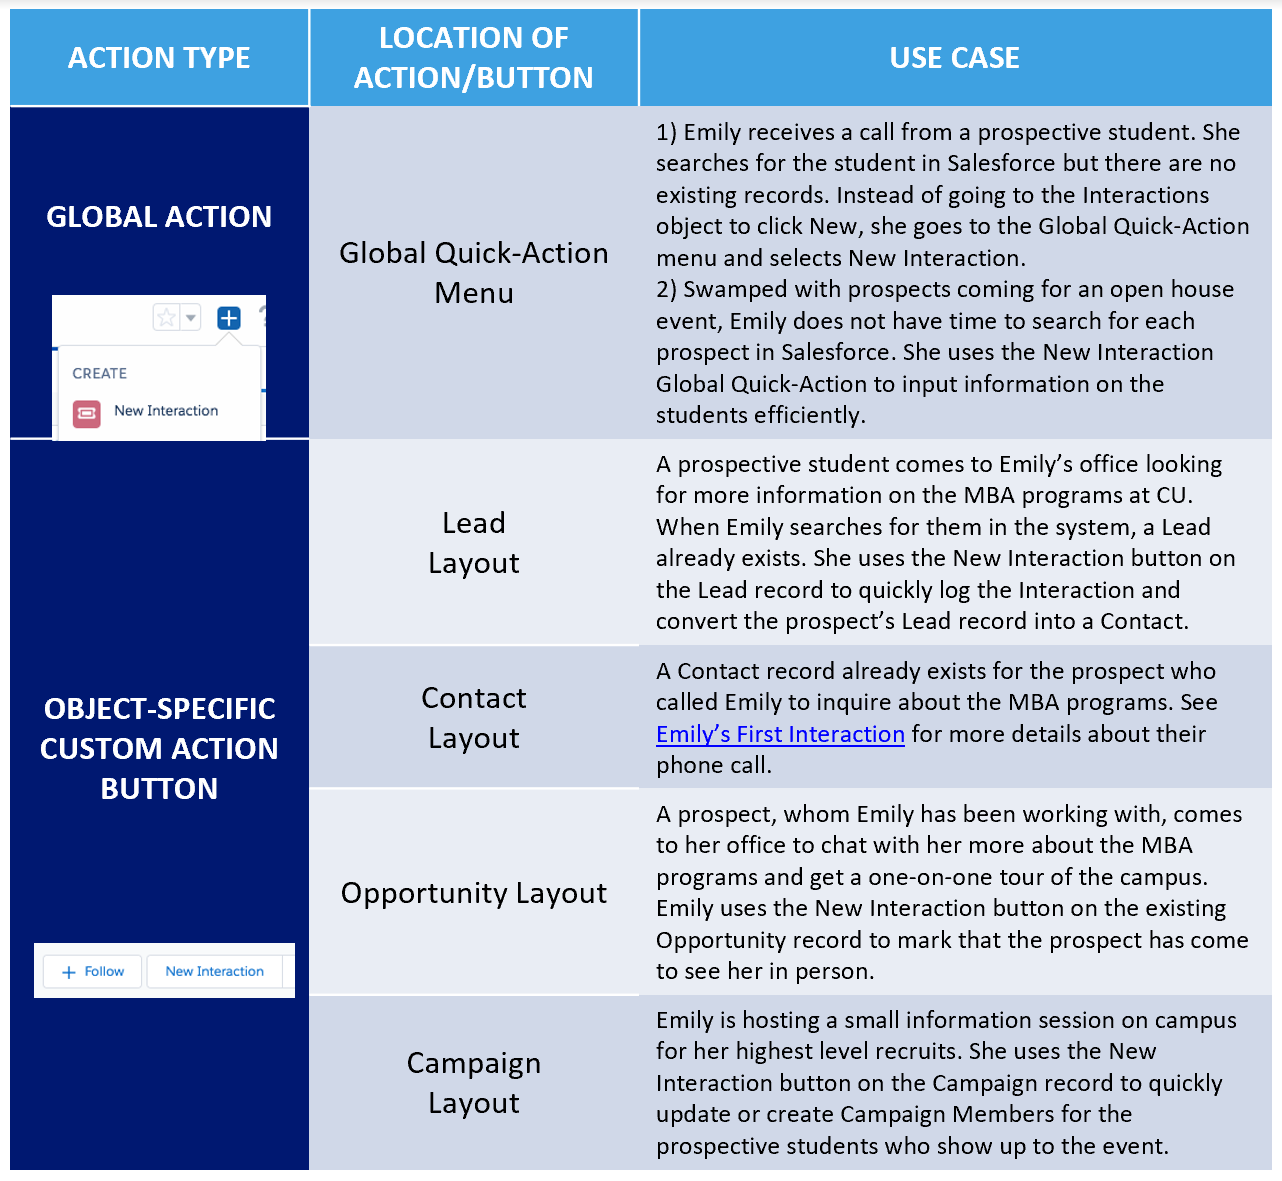 ACTION TYPE
LOCATION OF
ACTION/BUTTON
USE CASE
GLOBAL ACTION
CREATE
New Interaction
Global Quick-Action
Menu
1) Emily receives a call from a prospective student. She
searches for the student in Salesforce but there are no
existing records. Instead of going to the Interactions
object to click New, she goes to the Global Quick-Action
menu and selects New Interaction.
2) Swamped with prospects coming for an open house
event, Emily does not have time to search for each
prospect in Salesforce. She uses the New Interaction
Global Quick-Action to input information on the
students efficiently.
OBJECT-SPECIFIC
CUSTOM ACTION
BUTTON
+ Follow
New Interaction
Lead
Layout
A prospective student comes to Emily’s office looking
for more information on the MBA programs at CU.
When Emily searches for them in the system, a Lead
already exists. She uses the New Interaction button on
the Lead record to quickly log the Interaction and
convert the prospect’s Lead record into a Contact.
Contact
Layout
A Contact record already exists for the prospect who
called Emily to inquire about the MBA programs. See
Emily’s First Interaction for more details about their
phone call.
Opportunity Layout
A prospect, whom Emily has been working with, comes
to her office to chat with her more about the MBA
programs and get a one-on-one tour of the campus.
Emily uses the New Interaction button on the existing
Opportunity record to mark that the prospect has come
to see her in person.
Campaign
Layout
Emily is hosting a small information session on campus
for her highest level recruits. She uses the New
Interaction button on the Campaign record to quickly
update or create Campaign Members for the
prospective students who show up to the event.